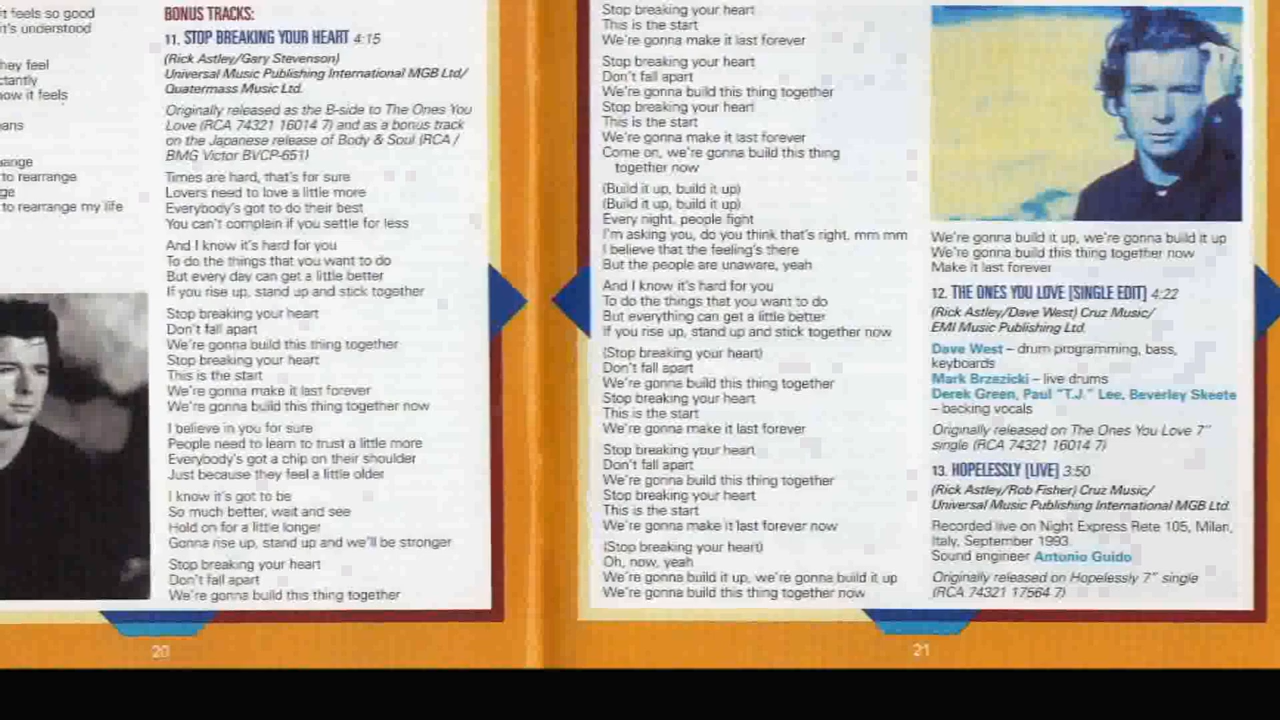 t feels so good
t's understood
hey feel
ctantly
ow it feels
ans
ange
to rearrange
ge
to rearrange my life
BONUS TRACKS:
11. STOP BREAKING YOUR HEART 4:15
(Rick Astley/Gary Stevenson)
Universal Music Publishing International MGB Ltd/
Quatermass Music Ltd.
Originally released as the B-side to The Ones You
Love (RCA 74321 16014 7) and as a bonus track
on the Japanese release of Body & Soul (RCA /
BMG Victor BVCP-651)
Times are hard, that's for sure
Lovers need to love a little more
Everybody's got to do their best
You can't complain if you settle for less
And I know it's hard for you
To do the things that you want to do
But every day can get a little better
If you rise up, stand up and stick together
Stop breaking your heart
Don't fall apart
We're gonna build this thing together
Stop breaking your heart
This is the start
We're gonna make it last forever
We're gonna build this thing together now
I believe in you for sure
People need to learn to trust a little more
Everybody's got a chip on their shoulder
Just because they feel a little older
I know it's got to be
So much better, wait and see
Hold on for a little longer
Gonna rise up, stand up and we'll be stronger
Stop breaking your heart
Don't fall apart
We're gonna build this thing together
20
Stop breaking your heart
This is the start
We're gonna make it last forever
Stop breaking your heart
Don't fall apart
We're gonna build this thing together
Stop breaking your heart
This is the start
We're gonna make it last forever
Come on, we're gonna build this thing
together now
(Build it up, build it up)
(Build it up, build it up)
Every night, people fight
I'm asking you, do you think that's right, mm mm
I believe that the feeling's there
But the people are unaware, yeah
And I know it's hard for you
To do the things that you want to do
But everything can get a little better
If you rise up, stand up and stick together now
(Stop breaking your heart)
Don't fall apart
We're gonna build this thing together
Stop breaking your heart
This is the start
We're gonna make it last forever
Stop breaking your heart
Don't fall apart
We're gonna build this thing together
Stop breaking your heart
This is the start
We're gonna make it last forever now
(Stop breaking your heart)
Oh, now, yeah
We're gonna build it up, we're gonna build it up
We're gonna build this thing together now
We're gonna build it up, we're gonna build it up
We're gonna build this thing together now
Make it last forever
12. THE ONES YOU LOVE [SINGLE EDIT] 4:22
(Rick Astley/Dave West) Cruz Music/
EMI Music Publishing Ltd.
Dave West – drum programming, bass,
keyboards
Mark Brzezicki – live drums
Derek Green, Paul "T.J." Lee, Beverley Skeete
– backing vocals
Originally released on The Ones You Love 7"
single (RCA 74321 16014 7)
13. HOPELESSLY [LIVE] 3:50
(Rick Astley/Rob Fisher) Cruz Music/
Universal Music Publishing International MGB Ltd.
Recorded live on Night Express Rete 105, Milan,
Italy, September 1993.
Sound engineer Antonio Guido
Originally released on Hopelessly 7" single
(RCA 74321 17564 7)
21